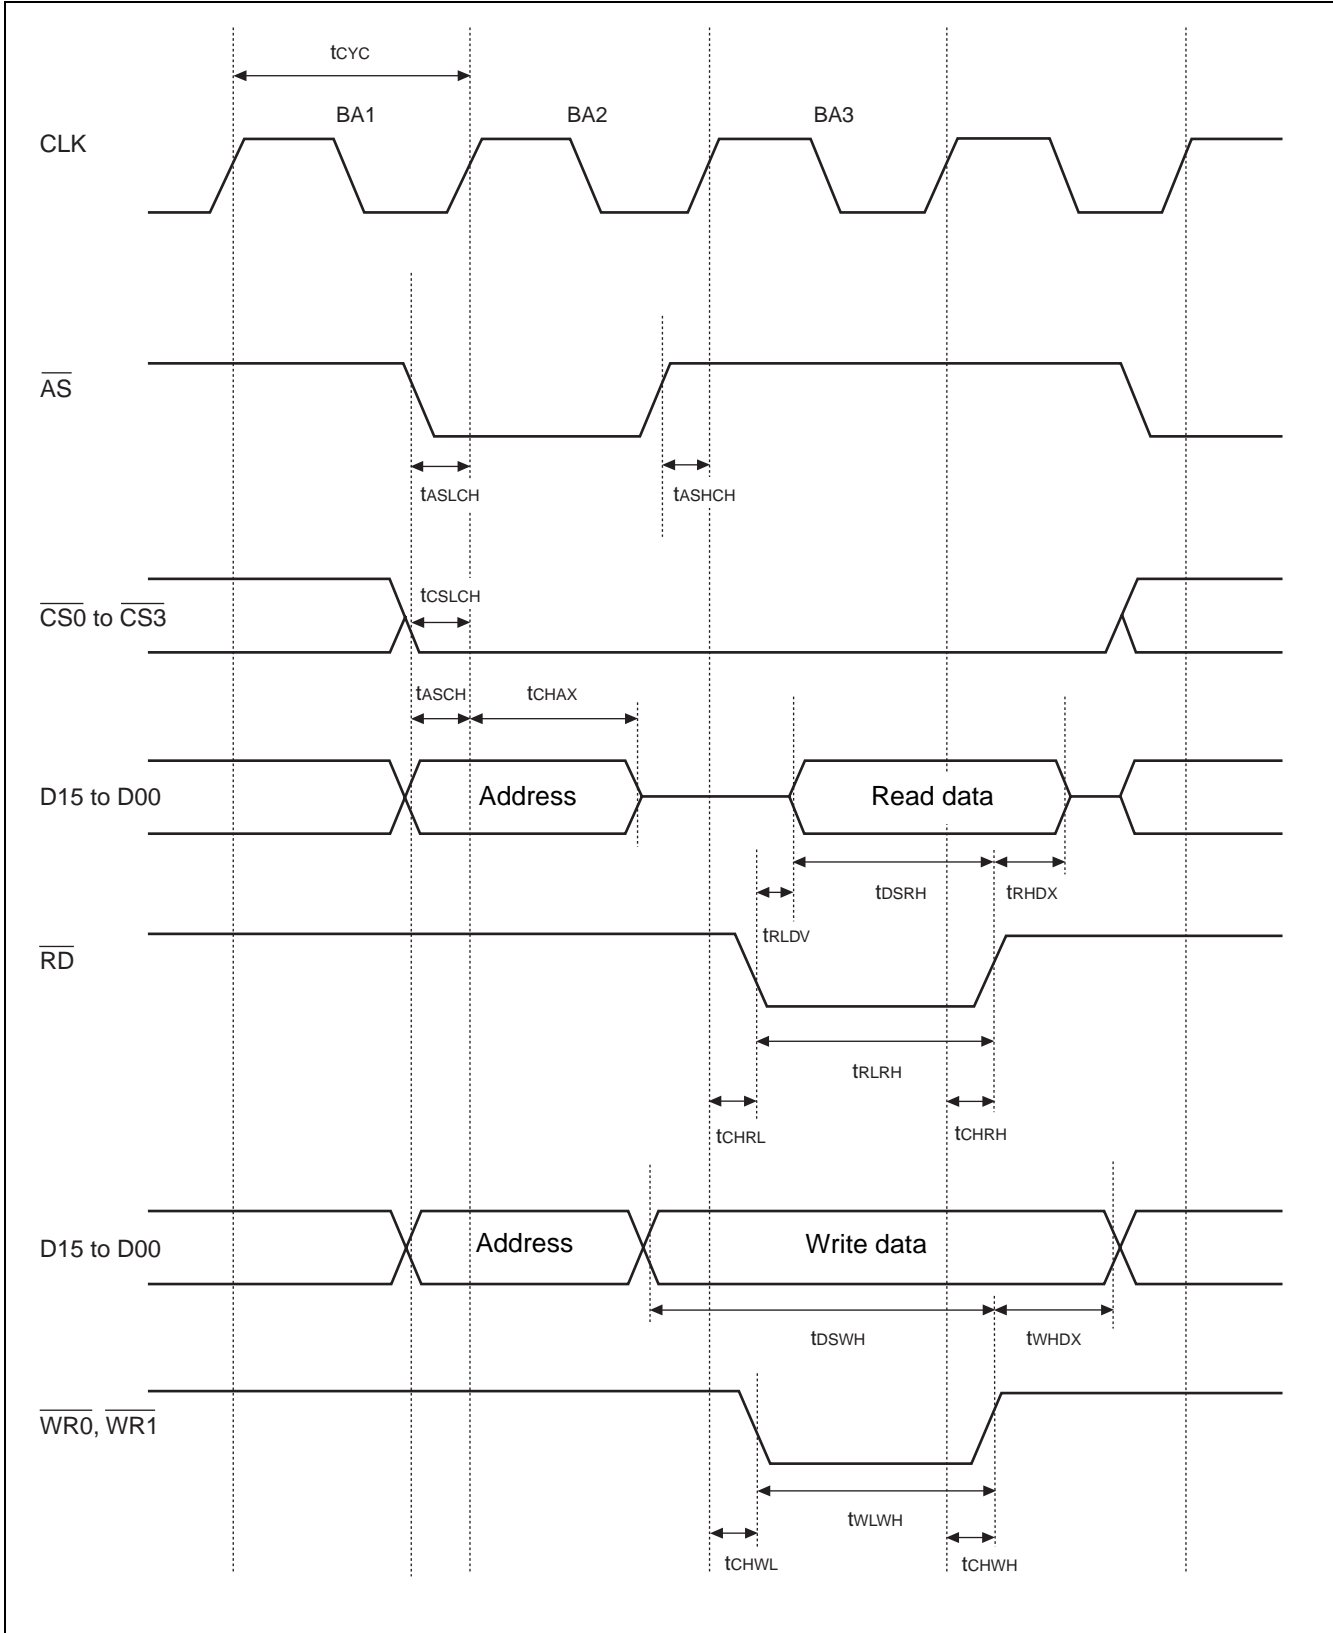 tCYC
BA1 BA2 BA3
CLK
AS
tASLCH tASHCH
tCSLCH
CS0 to CS3
tASCH tCHAX
D15 to D00 Address Read data
tDSRH tRHDX
tRLDV
RD
tRLRH
tCHRL tCHRH
D15 to D00 Address Write data
tDSWH tWHDX
WR0, WR1
tWLWH
tCHWL tCHWH